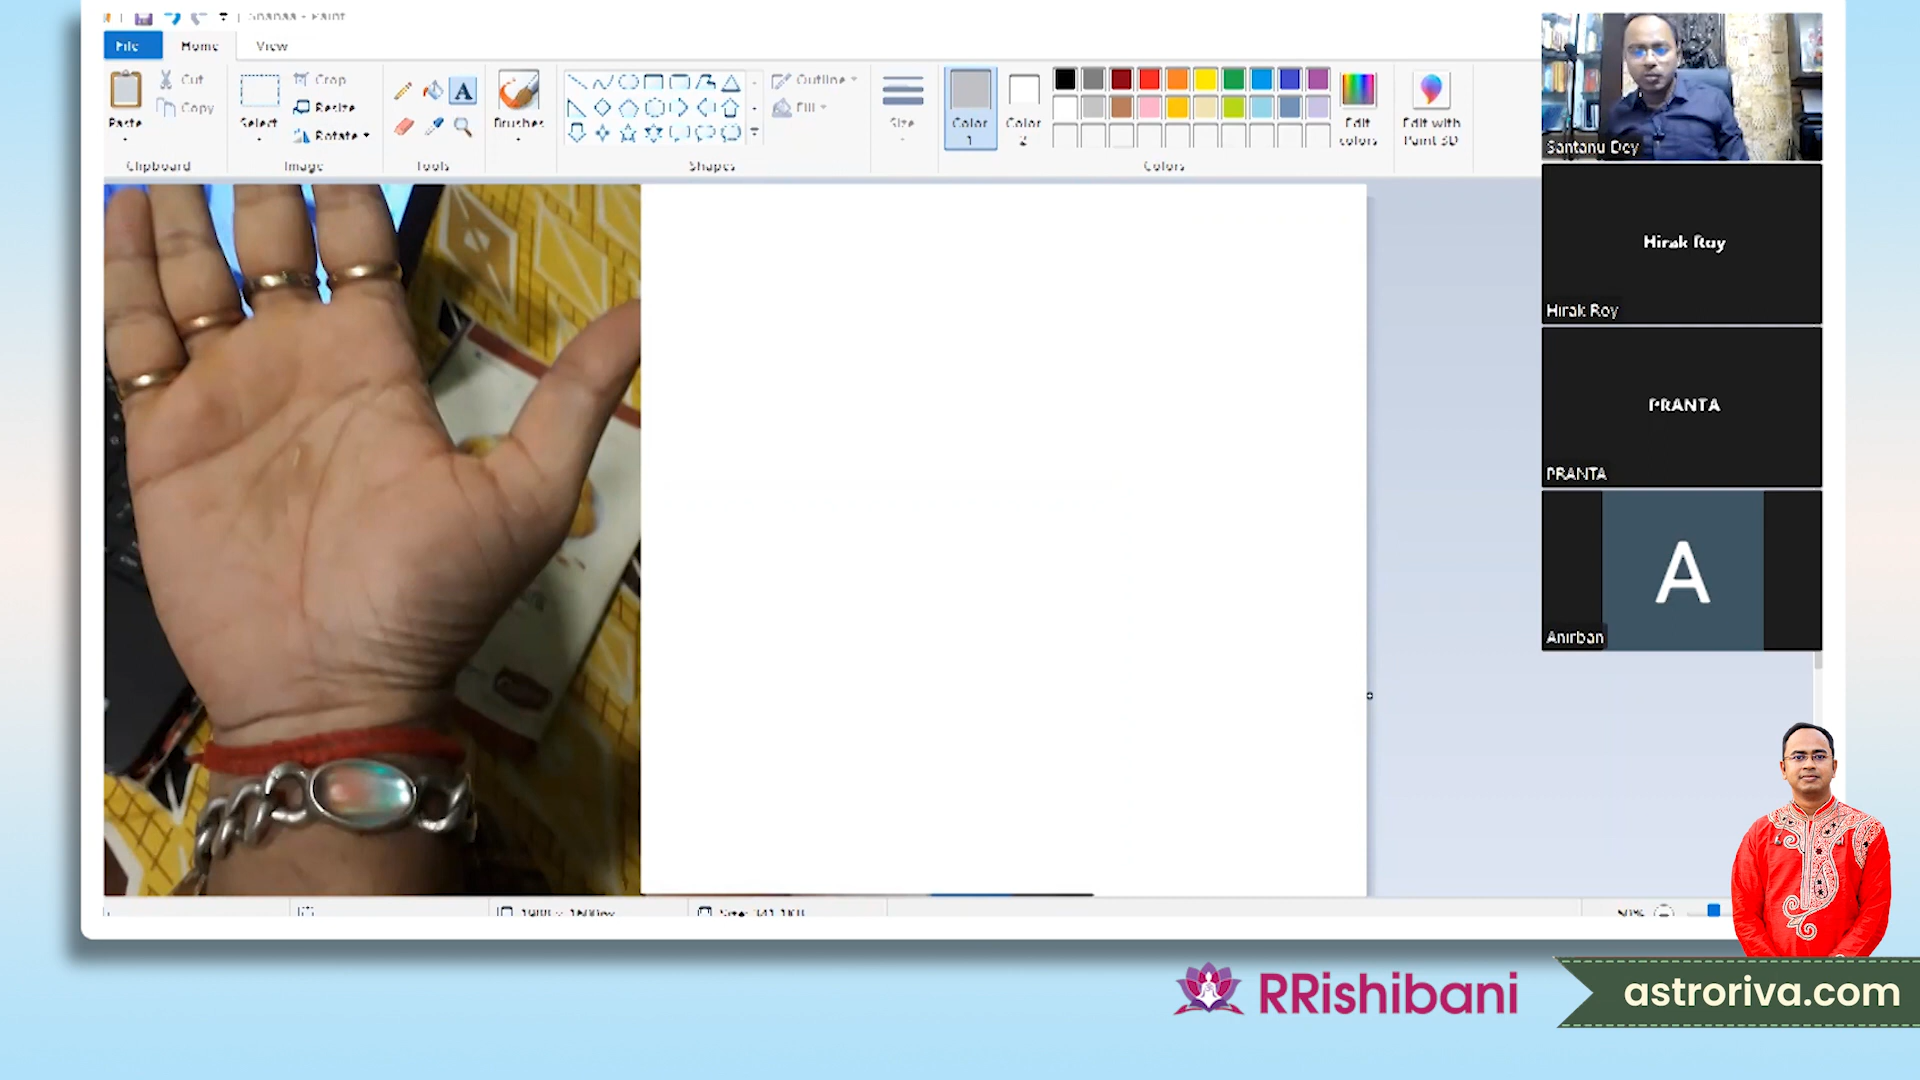 File
Home
View
Paste
Cut
Copy
Clipboard
Select
Crop
Resize
Rotate
Image
A
Tools
Brushes
Shapes
Outline
Fill
Size
Color
1
Color
2
Colors
Edit
colors
Edit with
Paint 3D
Santanu Dey
Hirak Roy
Hirak Roy
PRANTA
PRANTA
A
Anirban
RRishibani
astroriva.com